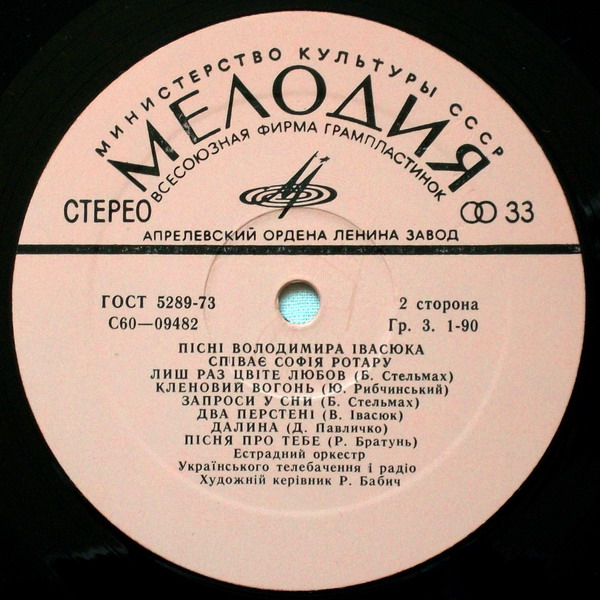 МИНИСТЕРСТВО КУЛЬТУРЫ СССР
МЕЛОДИЯ
ВСЕСОЮЗНАЯ ФИРМА ГРАМПЛАСТИНОК
СТЕРЕО
33
АПРЕЛЕВСКИЙ ОРДЕНА ЛЕНИНА ЗАВОД
ГОСТ 5289-73
2 сторона
С60—09482
Гр. 3. 1-90
ПІСНІ ВОЛОДИМИРА ІВАСЮКА
СПІВАЄ СОФІЯ РОТАРУ
ЛИШ РАЗ ЦВІТЕ ЛЮБОВ (Б. Стельмах)
КЛЕНОВИЙ ВОГОНЬ (Ю. Рибчинський)
ЗАПРОСИ У СНИ (Б. Стельмах)
ДВА ПЕРСТЕНІ (В. Івасюк)
ДАЛИНА (Д. Павличко)
ПІСНЯ ПРО ТЕБЕ (Р. Братунь)
Естрадний оркестр
Українського телебачення і радіо
Художній керівник Р. Бабич